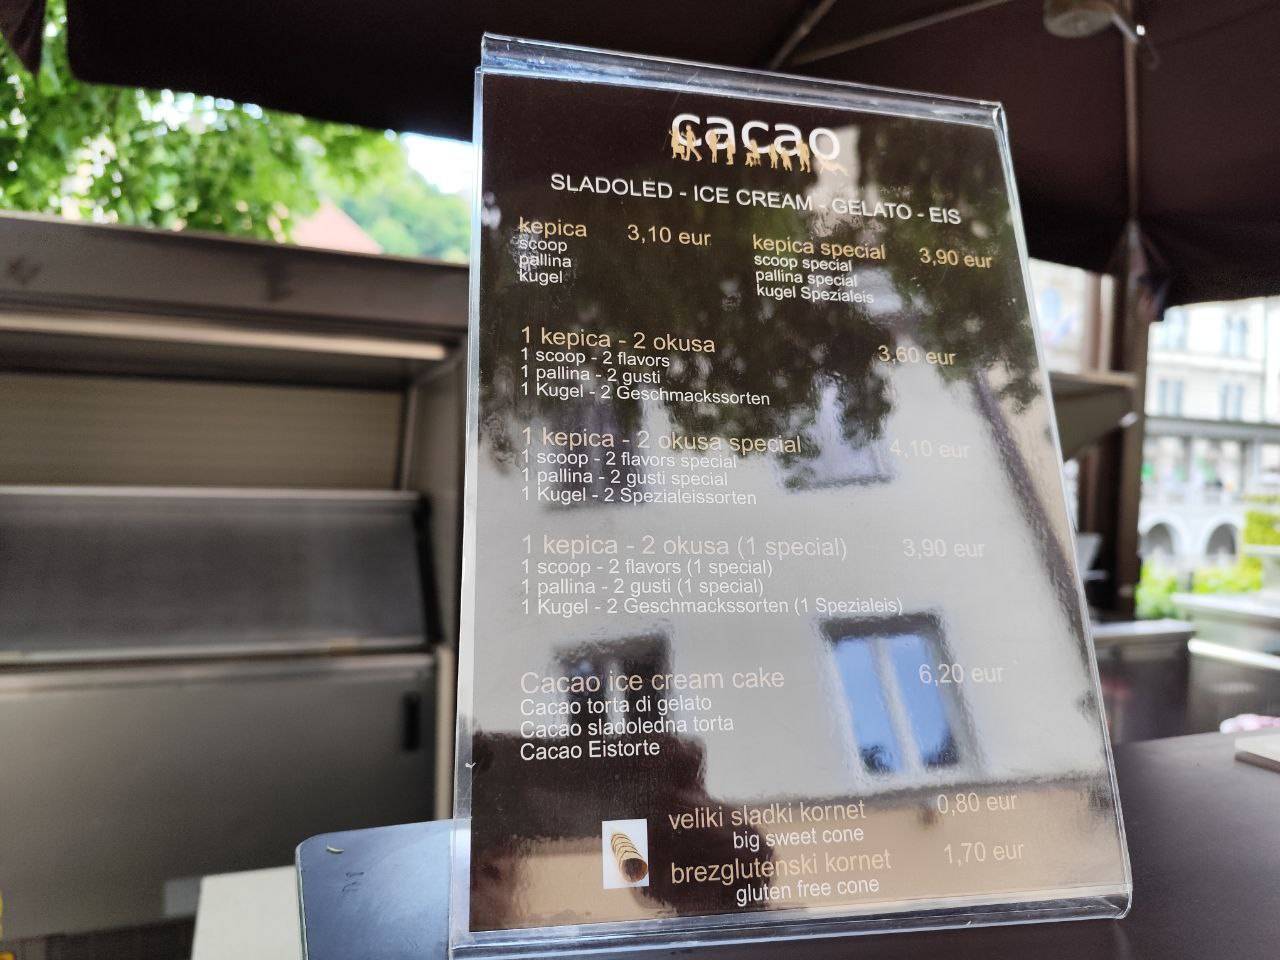 cacao
SLADOLED - ICE CREAM - GELATO - EIS
kepica 3,10 eur
scoop
pallina
kugel
kepica special 3,90 eur
scoop special
pallina special
kugel Spezialeis
1 kepica - 2 okusa 3,60 eur
1 scoop - 2 flavors
1 pallina - 2 gusti
1 Kugel - 2 Geschmackssorten
1 kepica - 2 okusa special 4,10 eur
1 scoop - 2 flavors special
1 pallina - 2 gusti special
1 Kugel - 2 Spezialeissorten
1 kepica - 2 okusa (1 special) 3,90 eur
1 scoop - 2 flavors (1 special)
1 pallina - 2 gusti (1 special)
1 Kugel - 2 Geschmackssorten (1 Spezialeis)
Cacao ice cream cake 6,20 eur
Cacao torta di gelato
Cacao sladoledna torta
Cacao Eistorte
veliki sladki kornet 0,80 eur
big sweet cone
brezglutenski kornet 1,70 eur
gluten free cone